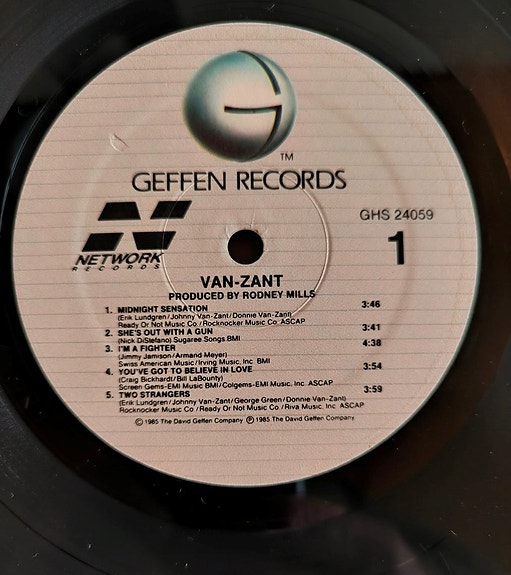 G
TM
GEFFEN RECORDS
GHS 24059
N
NETWORK
RECORDS
1
VAN-ZANT
PRODUCED BY RODNEY MILLS
1. MIDNIGHT SENSATION 3:46
(Erik Lundgren/Johnny Van-Zant/Donnie Van-Zant)
Ready Or Not Music Co./Rocknocker Music Co. ASCAP
2. SHE'S OUT WITH A GUN 3:41
(Nick DiStefano) Sugaree Songs BMI
3. I'M A FIGHTER 4:38
(Jimmy Jamison/Armand Meyer)
Swiss American Music/Irving Music, Inc. BMI
4. YOU'VE GOT TO BELIEVE IN LOVE 3:54
(Craig Bickhardt/Bill LaBounty)
Screen Gems-EMI Music BMI/Colgems-EMI Music, Inc. ASCAP
5. TWO STRANGERS 3:59
(Erik Lundgren/Johnny Van-Zant/George Green/Donnie Van-Zant)
Rocknocker Music Co./Ready Or Not Music Co./Riva Music, Inc. ASCAP
© 1985 The David Geffen Company ℗ 1985 The David Geffen Company